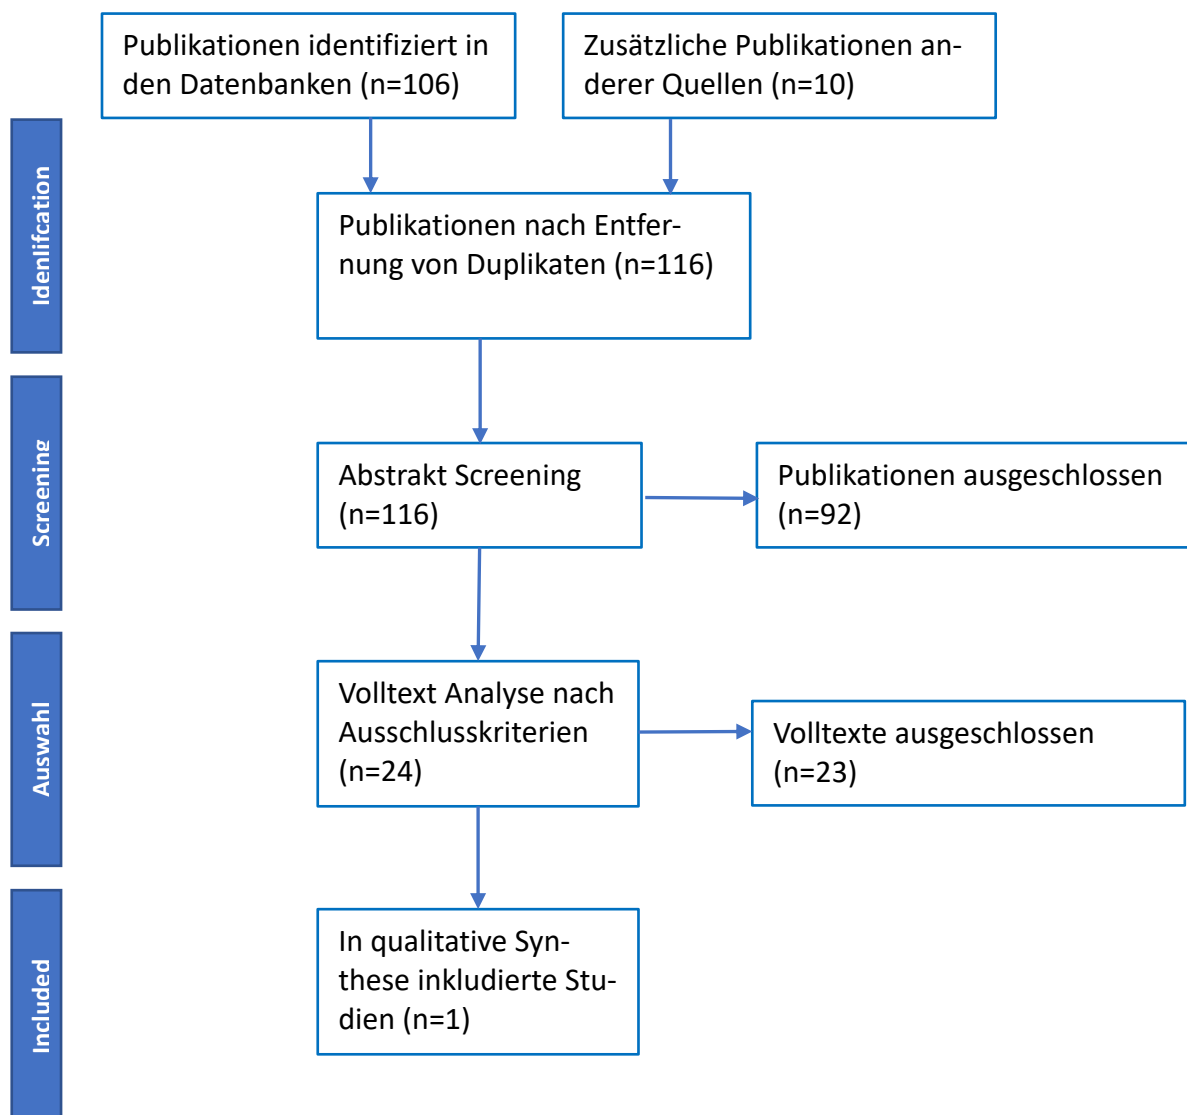 Publikationen identifiziert in
den Datenbanken (n=106)
Zusätzliche Publikationen an-
derer Quellen (n=10)
Idenlifcation
Publikationen nach Entfer-
nung von Duplikaten (n=116)
Screening
Abstrakt Screening
(n=116)
Publikationen ausgeschlossen
(n=92)
Auswahl
Volltext Analyse nach
Ausschlusskriterien
(n=24)
Volltexte ausgeschlossen
(n=23)
Included
In qualitative Syn-
these inkludierte Stu-
dien (n=1)